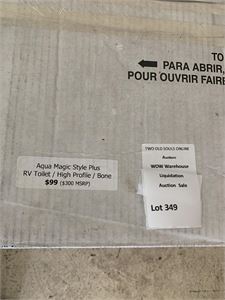 TO
PARA ABRIR,
POUR OUVRIR FAIRE
Aqua Magic Style Plus
RV Toilet / High Profile / Bone
$99 ($300 MSRP)
TWO OLD SOULS ONLINE
Auction
WOW Warehouse
Liquidation
Auction Sale
Lot 349